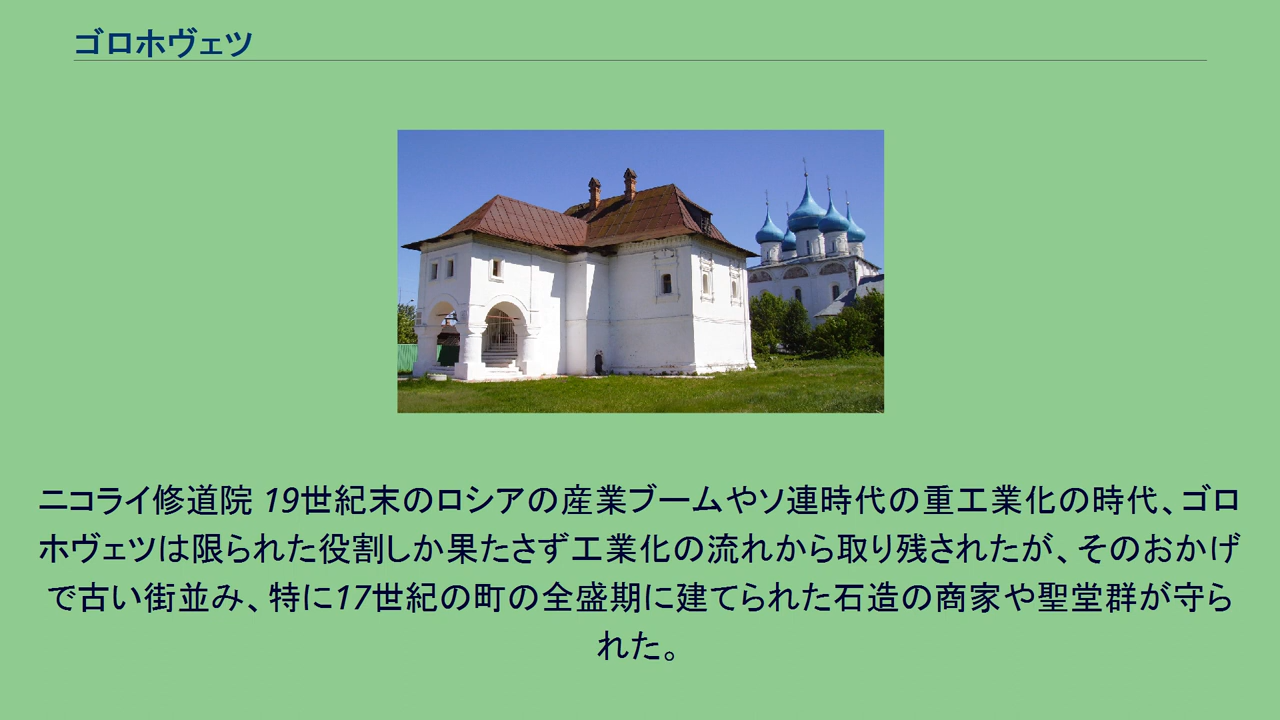 ゴロホヴェツ
ニコライ修道院 19世紀末のロシアの産業ブームやソ連時代の重工業化の時代、ゴロ
ホヴェツは限られた役割しか果たさず工業化の流れから取り残されたが、そのおかげ
で古い街並み、特に17世紀の町の全盛期に建てられた石造の商家や聖堂群が守ら
れた。